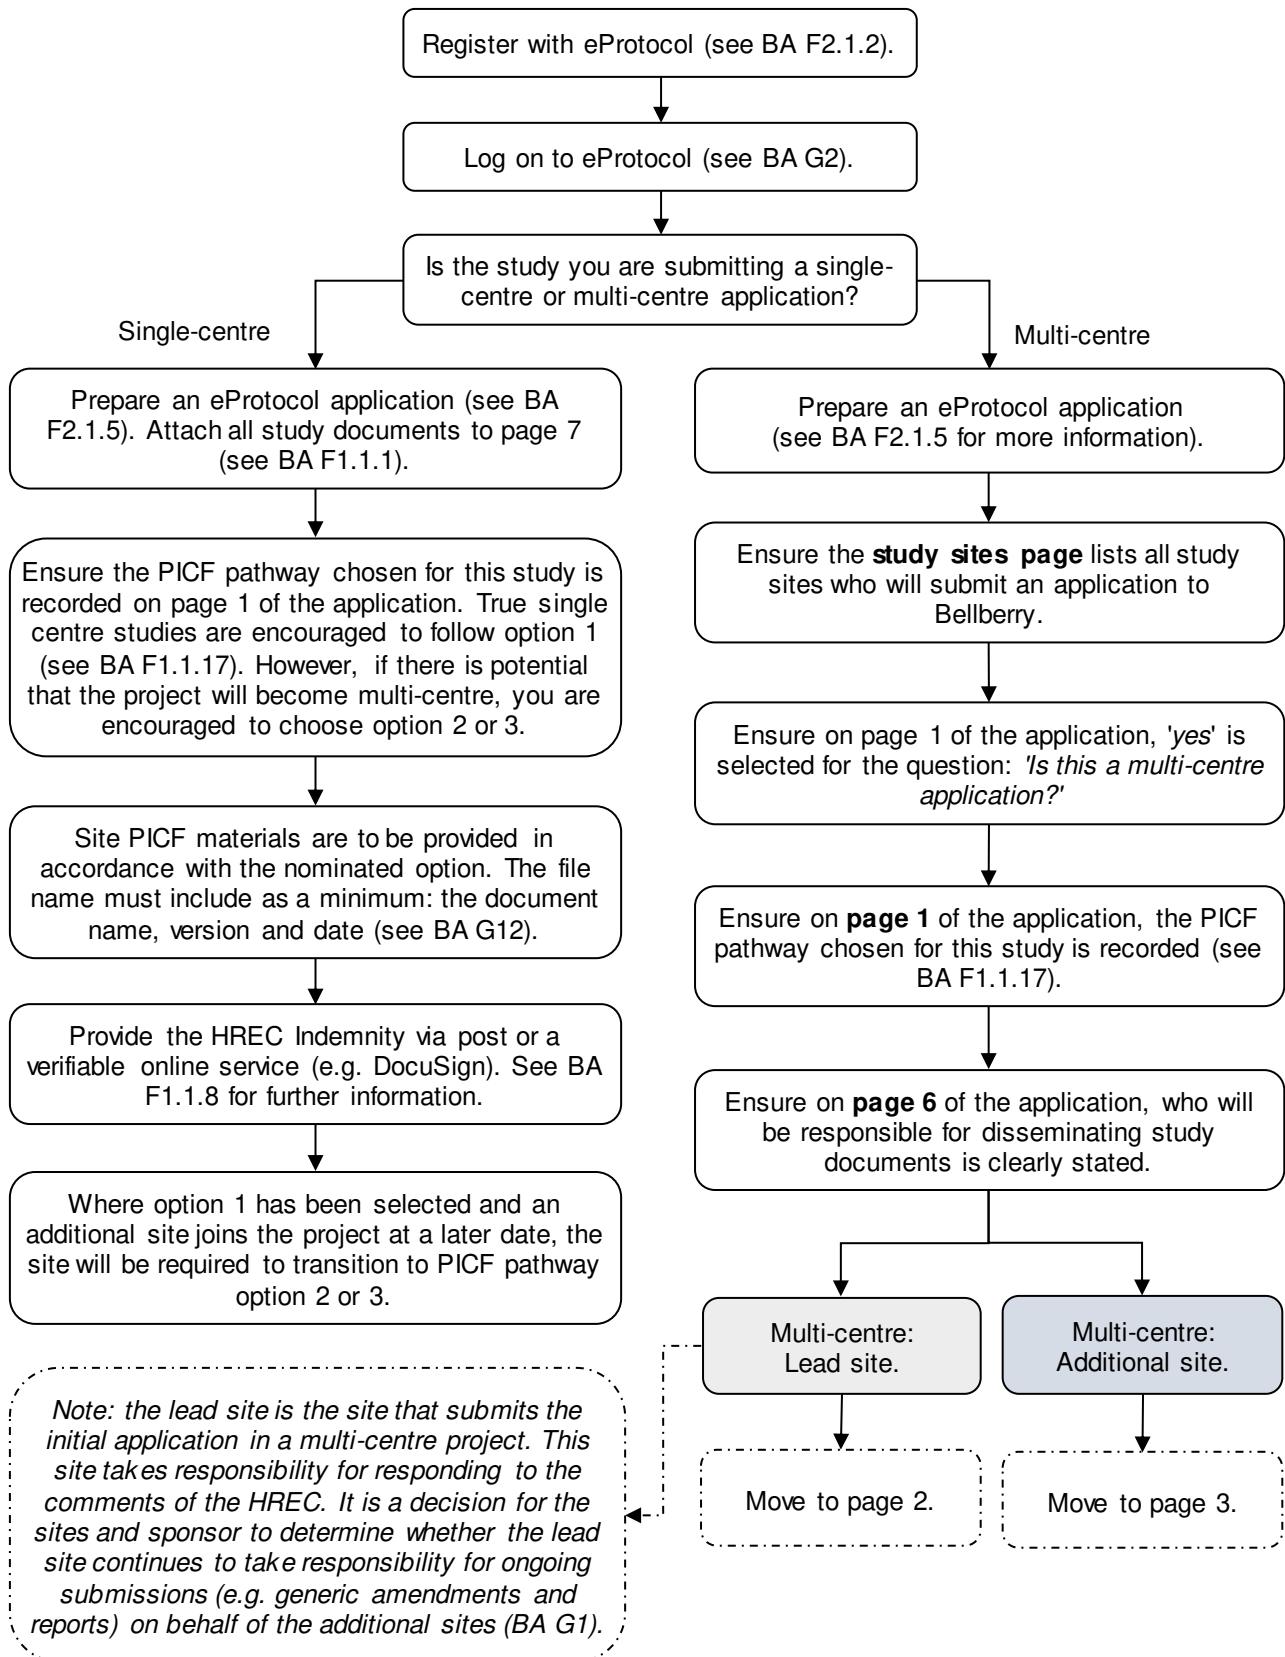 Register with eProtocol (see BA F2.1.2).
Log on to eProtocol (see BA G2).
Is the study you are submitting a single-
centre or multi-centre application?
Single-centre
Multi-centre
Prepare an eProtocol application (see BA
F2.1.5). Attach all study documents to page 7
(see BA F1.1.1).
Ensure the PICF pathway chosen for this study is
recorded on page 1 of the application. True single
centre studies are encouraged to follow option 1
(see BA F1.1.17). However, if there is potential
that the project will become multi-centre, you are
encouraged to choose option 2 or 3.
Site PICF materials are to be provided in
accordance with the nominated option. The file
name must include as a minimum: the document
name, version and date (see BA G12).
Provide the HREC Indemnity via post or a
verifiable online service (e.g. DocuSign). See BA
F1.1.8 for further information.
Where option 1 has been selected and an
additional site joins the project at a later date, the
site will be required to transition to PICF pathway
option 2 or 3.
Prepare an eProtocol application
(see BA F2.1.5 for more information).
Ensure the study sites page lists all study
sites who will submit an application to
Bellberry.
Ensure on page 1 of the application, 'yes' is
selected for the question: 'Is this a multi-centre
application?'
Ensure on page 1 of the application, the PICF
pathway chosen for this study is recorded (see
BA F1.1.17).
Ensure on page 6 of the application, who will
be responsible for disseminating study
documents is clearly stated.
Multi-centre:
Lead site.
Multi-centre:
Additional site.
Move to page 2.
Move to page 3.
Note: the lead site is the site that submits the
initial application in a multi-centre project. This
site takes responsibility for responding to the
comments of the HREC. It is a decision for the
sites and sponsor to determine whether the lead
site continues to take responsibility for ongoing
submissions (e.g. generic amendments and
reports) on behalf of the additional sites (BA G1).